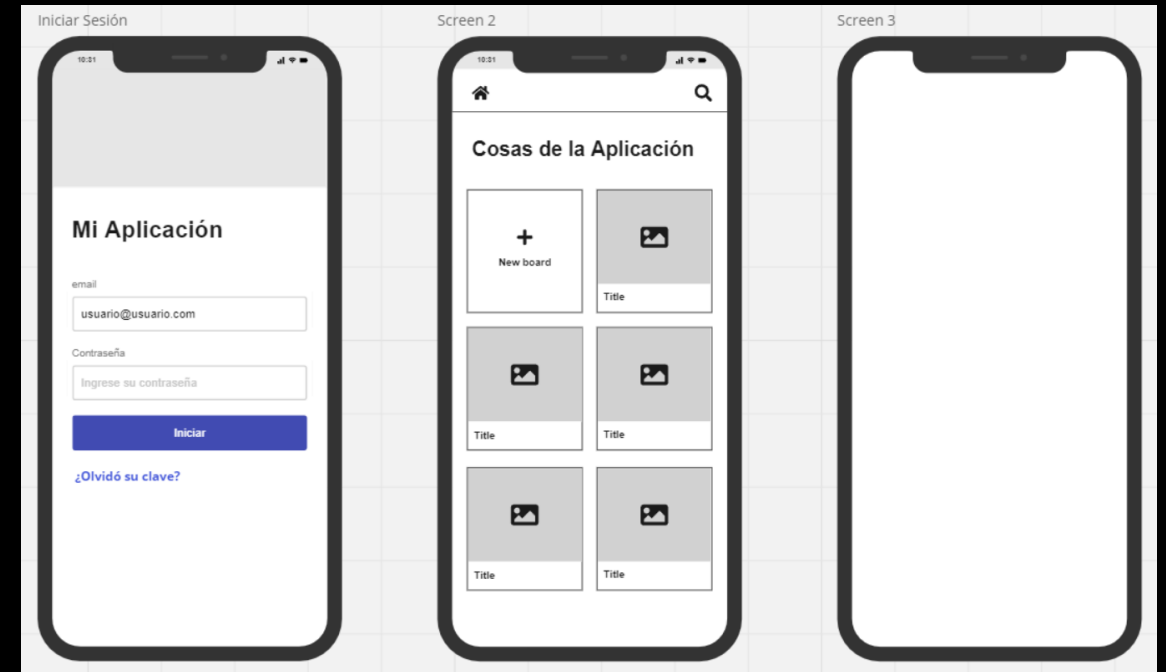 Iniciar Sesión
10:31
Mi Aplicación
email
usuario@usuario.com
Contraseña
Ingrese su contraseña
Iniciar
¿Olvidó su clave?
Screen 2
10:31
Cosas de la Aplicación
New board
Title
Title
Title
Title
Title
Screen 3